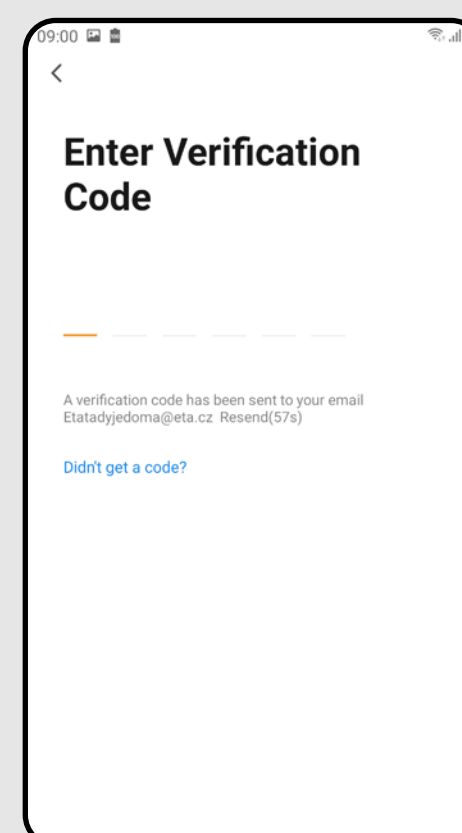 09:00
Enter Verification
Code
A verification code has been sent to your email
Etatadyjedoma@eta.cz Resend(57s)
Didn't get a code?